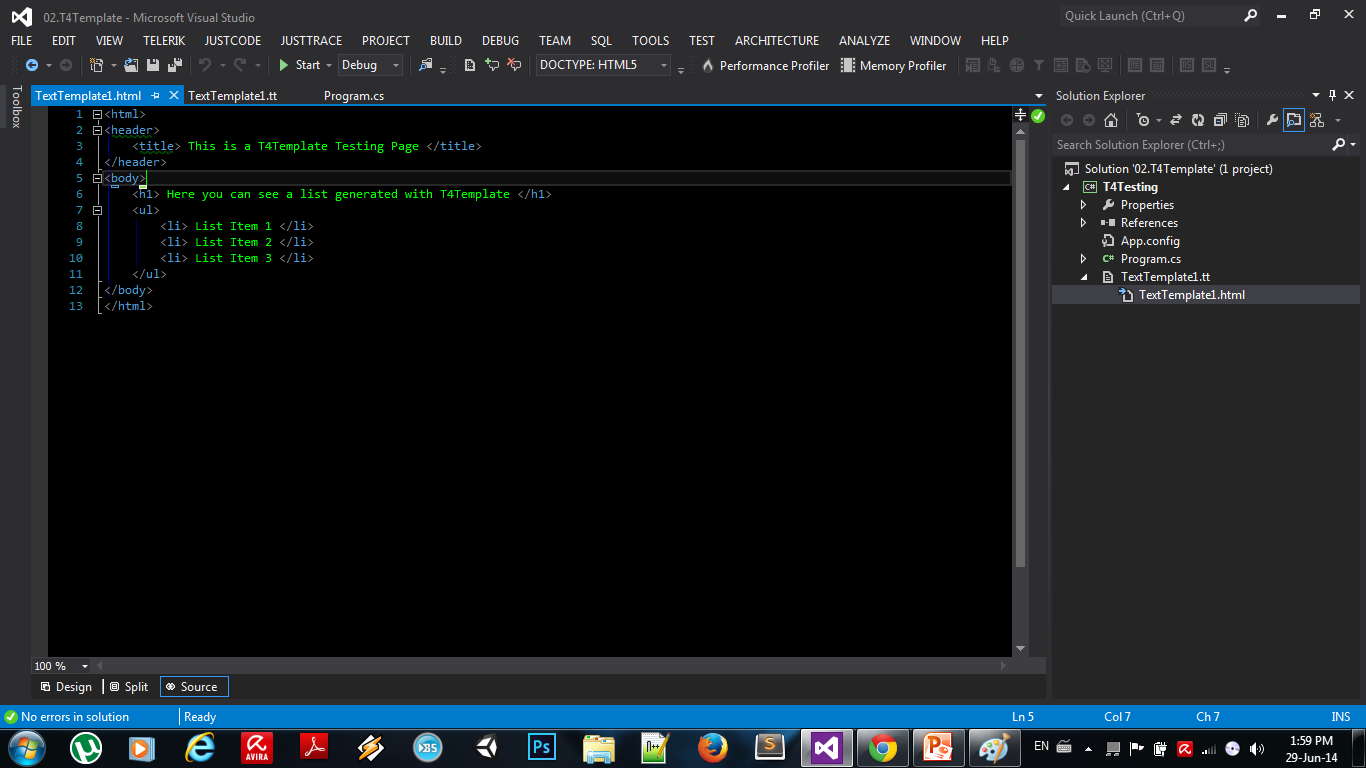 02.T4Template - Microsoft Visual Studio
Quick Launch (Ctrl+Q)
FILE EDIT VIEW TELERIK JUSTCODE JUSTTRACE PROJECT BUILD DEBUG TEAM SQL TOOLS TEST ARCHITECTURE ANALYZE WINDOW HELP
Start Debug DOCTYPE: HTML5 Performance Profiler Memory Profiler
Toolbox
TextTemplate1.html TextTemplate1.tt Program.cs
1 <html>
2 <header>
3 <title> This is a T4Template Testing Page </title>
4 </header>
5 <body>
6 <h1> Here you can see a list generated with T4Template </h1>
7 <ul>
8 <li> List Item 1 </li>
9 <li> List Item 2 </li>
10 <li> List Item 3 </li>
11 </ul>
12 </body>
13 </html>
100 %
Design Split Source
Solution Explorer
Search Solution Explorer (Ctrl+;)
Solution '02.T4Template' (1 project)
T4Testing
Properties
References
App.config
C# Program.cs
TextTemplate1.tt
TextTemplate1.html
No errors in solution Ready Ln 5 Col 7 Ch 7 INS
AVIRA BS Ps N++ S EN 1:59 PM
29-Jun-14